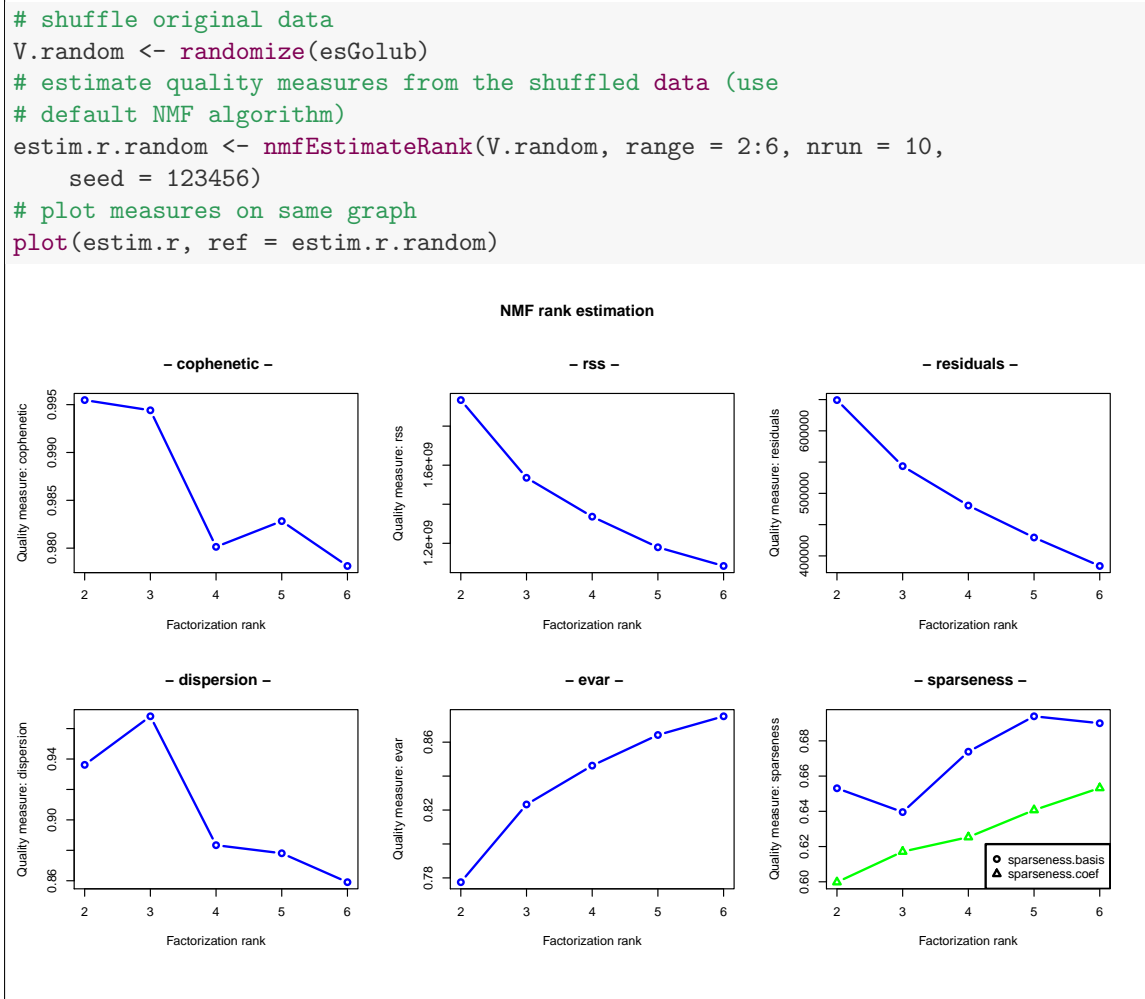 # shuffle original data
V.random <- randomize(esGolub)
# estimate quality measures from the shuffled data (use
# default NMF algorithm)
estim.r.random <- nmfEstimateRank(V.random, range = 2:6, nrun = 10,
    seed = 123456)
# plot measures on same graph
plot(estim.r, ref = estim.r.random)
NMF rank estimation
– cophenetic –
Quality measure: cophenetic
0.995
0.990
0.985
0.980
2 3 4 5 6
Factorization rank
– rss –
Quality measure: rss
1.6e+09
1.2e+09
2 3 4 5 6
Factorization rank
– residuals –
Quality measure: residuals
600000
500000
400000
2 3 4 5 6
Factorization rank
– dispersion –
Quality measure: dispersion
0.94
0.90
0.86
2 3 4 5 6
Factorization rank
– evar –
Quality measure: evar
0.86
0.82
0.78
2 3 4 5 6
Factorization rank
– sparseness –
Quality measure: sparseness
0.68
0.66
0.64
0.62
0.60
sparseness.basis
sparseness.coef
2 3 4 5 6
Factorization rank